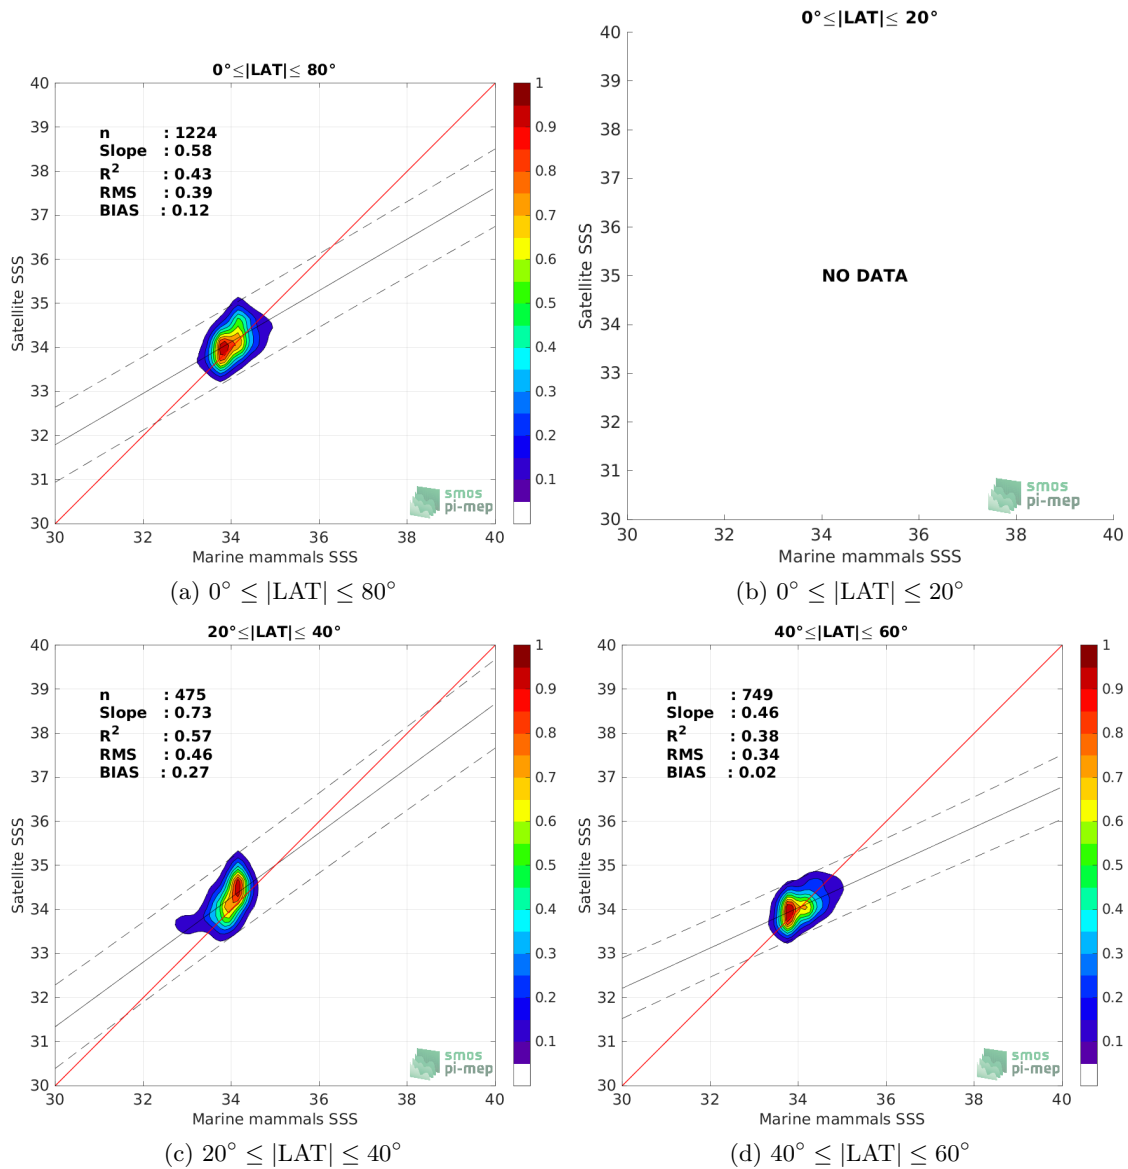 0°≤|LAT|≤ 80°
40
39
38
37
36
35
34
33
32
31
30
Satellite SSS
n : 1224
Slope : 0.58
R² : 0.43
RMS : 0.39
BIAS : 0.12
1
0.9
0.8
0.7
0.6
0.5
0.4
0.3
0.2
0.1
smos
pi-mep
30 32 34 36 38 40
Marine mammals SSS
(a) 0° ≤ |LAT| ≤ 80°
0°≤|LAT|≤ 20°
40
39
38
37
36
35
34
33
32
31
30
Satellite SSS
NO DATA
smos
pi-mep
30 32 34 36 38 40
Marine mammals SSS
(b) 0° ≤ |LAT| ≤ 20°
20°≤|LAT|≤ 40°
40
39
38
37
36
35
34
33
32
31
30
Satellite SSS
n : 475
Slope : 0.73
R² : 0.57
RMS : 0.46
BIAS : 0.27
1
0.9
0.8
0.7
0.6
0.5
0.4
0.3
0.2
0.1
smos
pi-mep
30 32 34 36 38 40
Marine mammals SSS
(c) 20° ≤ |LAT| ≤ 40°
40°≤|LAT|≤ 60°
40
39
38
37
36
35
34
33
32
31
30
Satellite SSS
n : 749
Slope : 0.46
R² : 0.38
RMS : 0.34
BIAS : 0.02
1
0.9
0.8
0.7
0.6
0.5
0.4
0.3
0.2
0.1
smos
pi-mep
30 32 34 36 38 40
Marine mammals SSS
(d) 40° ≤ |LAT| ≤ 60°